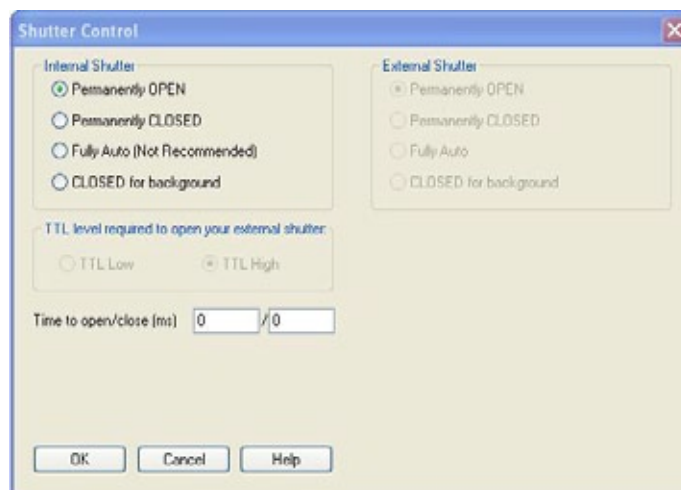 Shutter Control
Internal Shutter
Permanently OPEN
Permanently CLOSED
Fully Auto (Not Recommended)
CLOSED for background
External Shutter
Permanently OPEN
Permanently CLOSED
Fully Auto
CLOSED for background
TTL level required to open your external shutter:
TTL Low TTL High
Time to open/close (ms) 0 / 0
OK Cancel Help